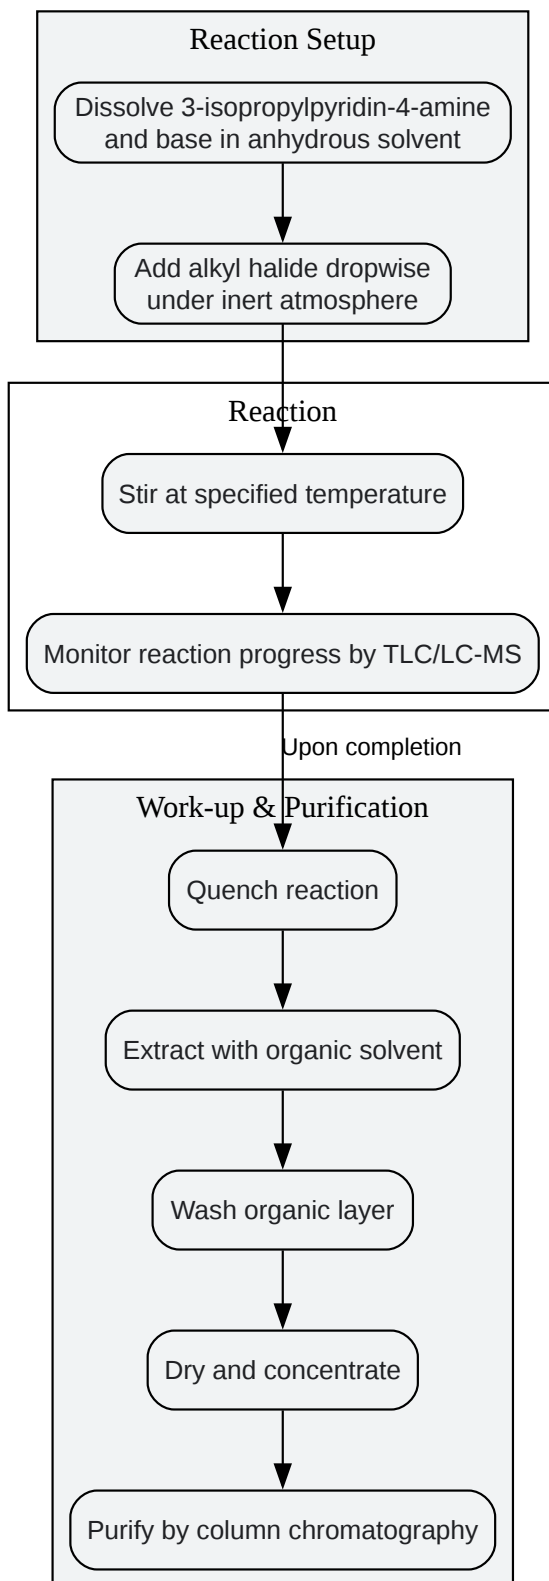 Reaction Setup
Dissolve 3-isopropylpyridin-4-amine
and base in anhydrous solvent
Add alkyl halide dropwise
under inert atmosphere
Reaction
Stir at specified temperature
Monitor reaction progress by TLC/LC-MS
Upon completion
Work-up & Purification
Quench reaction
Extract with organic solvent
Wash organic layer
Dry and concentrate
Purify by column chromatography